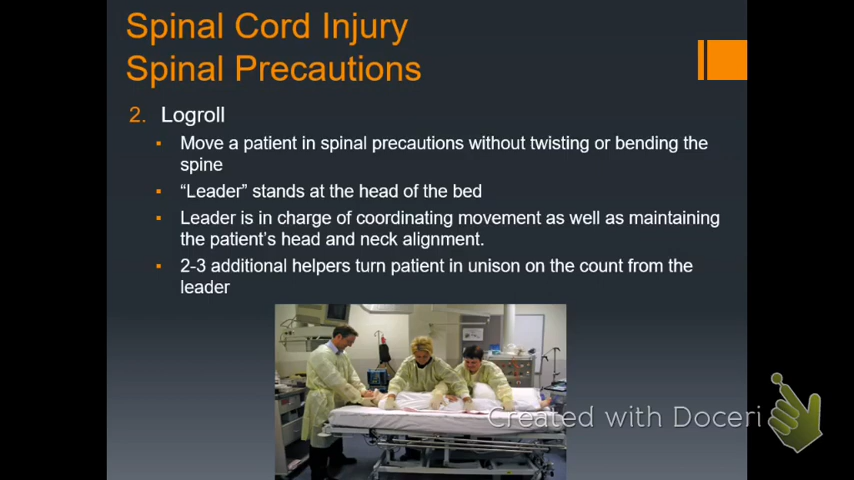 Spinal Cord Injury
Spinal Precautions
2. Logroll
▪ Move a patient in spinal precautions without twisting or bending the
spine
▪ “Leader” stands at the head of the bed
▪ Leader is in charge of coordinating movement as well as maintaining
the patient’s head and neck alignment.
▪ 2-3 additional helpers turn patient in unison on the count from the
leader
Created with Doceri